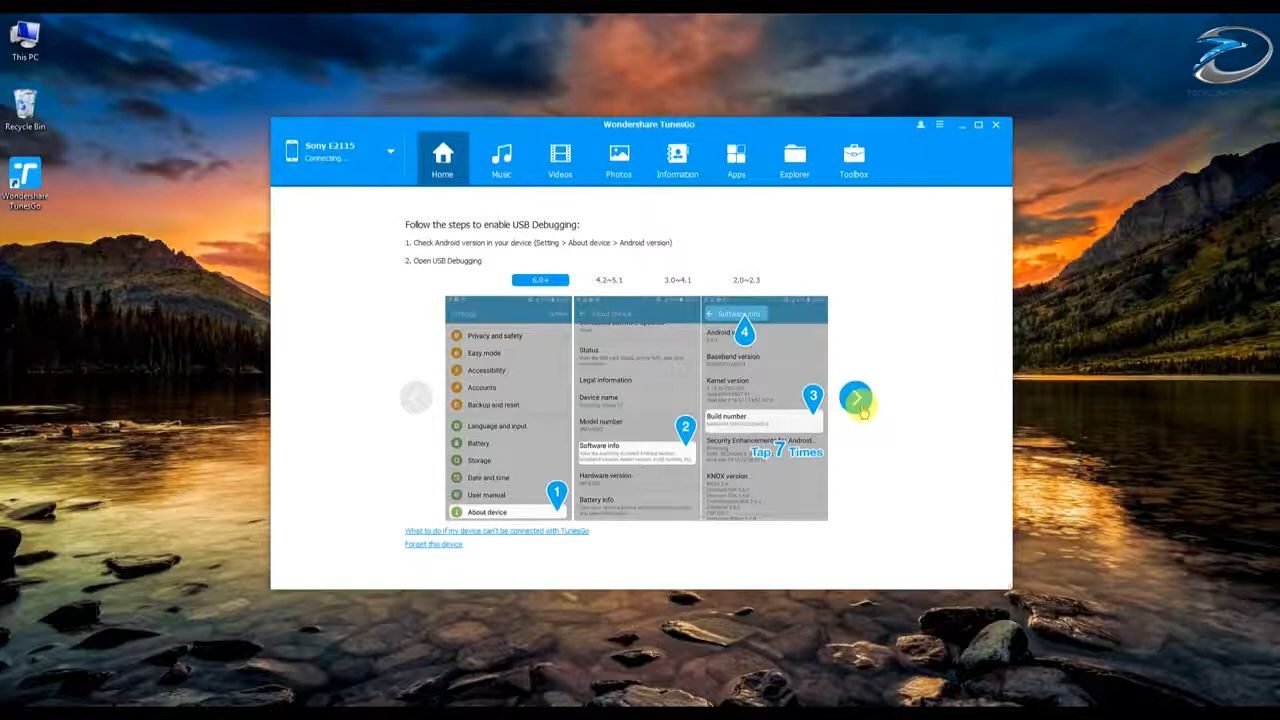 This PC
Recycle Bin
Wondershare
TunesGo
Wondershare TunesGo
Sony E2115
Connecting...
Home
Music
Videos
Photos
Information
Apps
Explorer
Toolbox
Follow the steps to enable USB Debugging:
1. Check Android version in your device (Setting > About device > Android version)
2. Open USB Debugging
6.0+
4.2~5.1
3.0~4.1
2.0~2.3
Privacy and safety
Easy mode
Accessibility
Accounts
Backup and reset
Language and input
Battery
Storage
Date and time
User manual
About device
1
About Device
Status
Legal information
Device name
Model number
Software info
2
Hardware version
Battery info
Software info
4
Baseband version
Kernel version
3
Build number
Security Enhancements for Android...
Tap 7 Times
KNOX version
What to do if my device can't be connected with TunesGo
Forget this device